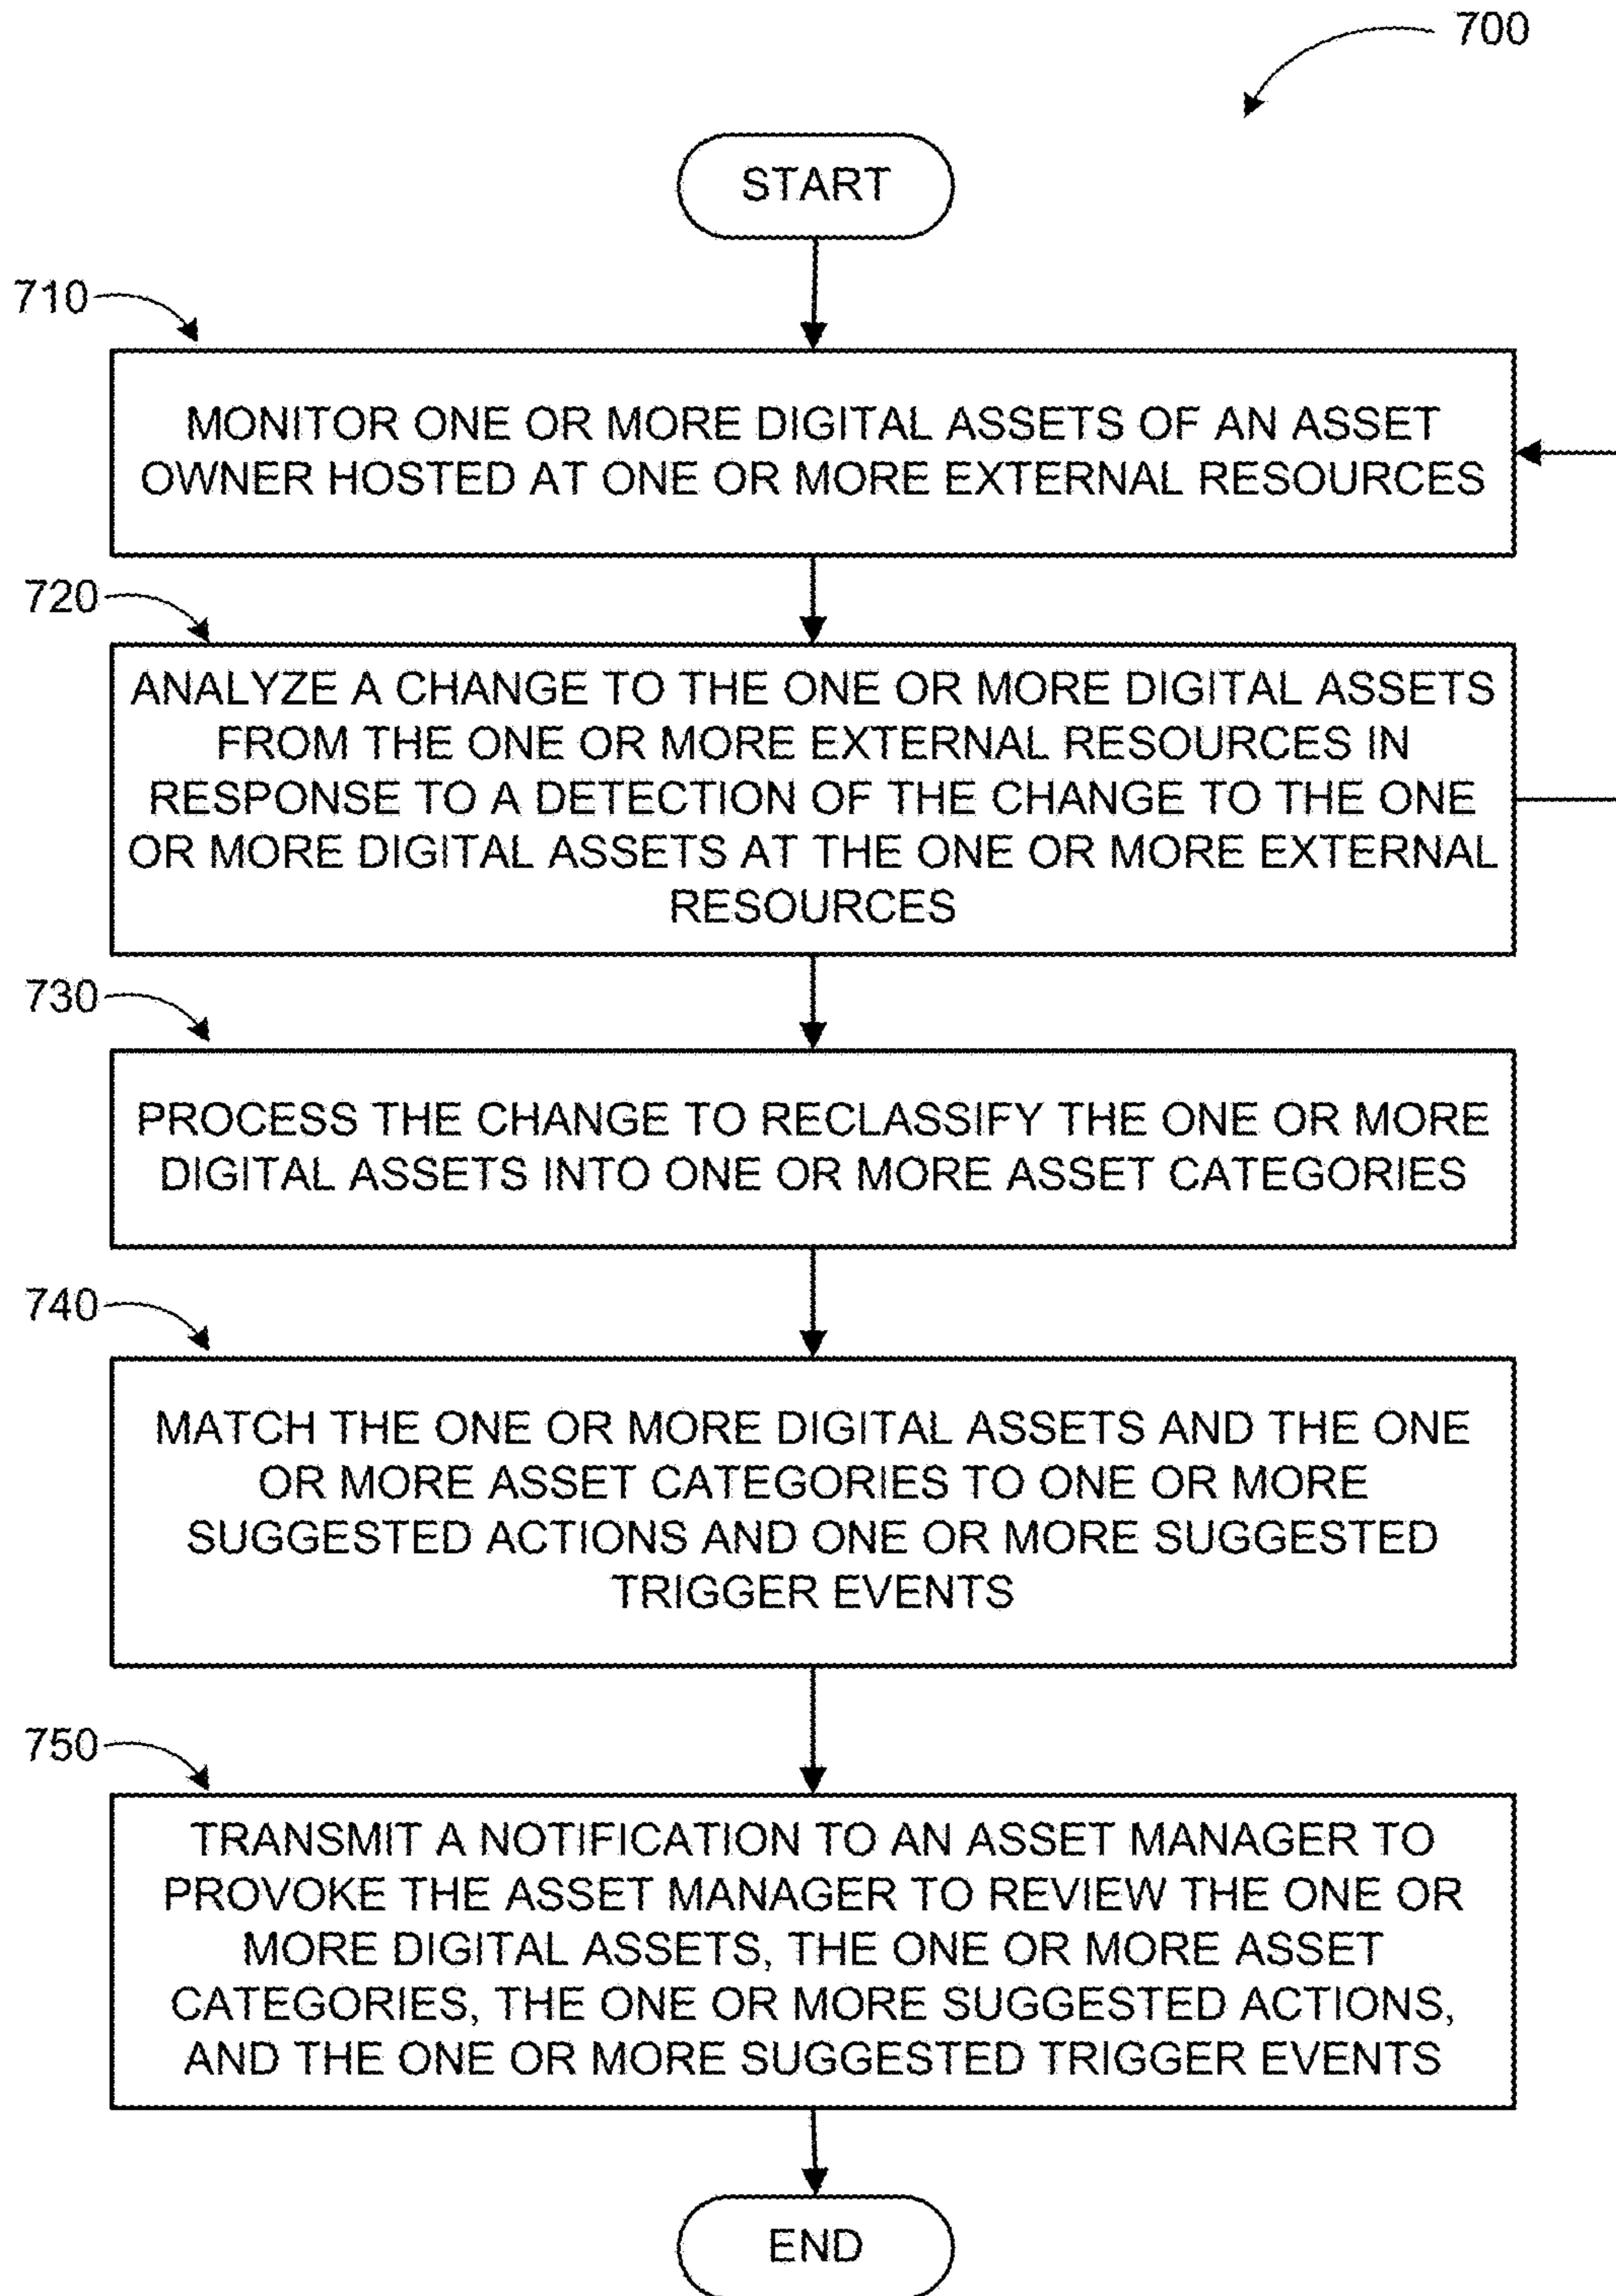 700
START
710
MONITOR ONE OR MORE DIGITAL ASSETS OF AN ASSET
OWNER HOSTED AT ONE OR MORE EXTERNAL RESOURCES
720
ANALYZE A CHANGE TO THE ONE OR MORE DIGITAL ASSETS
FROM THE ONE OR MORE EXTERNAL RESOURCES IN
RESPONSE TO A DETECTION OF THE CHANGE TO THE ONE
OR MORE DIGITAL ASSETS AT THE ONE OR MORE EXTERNAL
RESOURCES
730
PROCESS THE CHANGE TO RECLASSIFY THE ONE OR MORE
DIGITAL ASSETS INTO ONE OR MORE ASSET CATEGORIES
740
MATCH THE ONE OR MORE DIGITAL ASSETS AND THE ONE
OR MORE ASSET CATEGORIES TO ONE OR MORE
SUGGESTED ACTIONS AND ONE OR MORE SUGGESTED
TRIGGER EVENTS
750
TRANSMIT A NOTIFICATION TO AN ASSET MANAGER TO
PROVOKE THE ASSET MANAGER TO REVIEW THE ONE OR
MORE DIGITAL ASSETS, THE ONE OR MORE ASSET
CATEGORIES, THE ONE OR MORE SUGGESTED ACTIONS,
AND THE ONE OR MORE SUGGESTED TRIGGER EVENTS
END